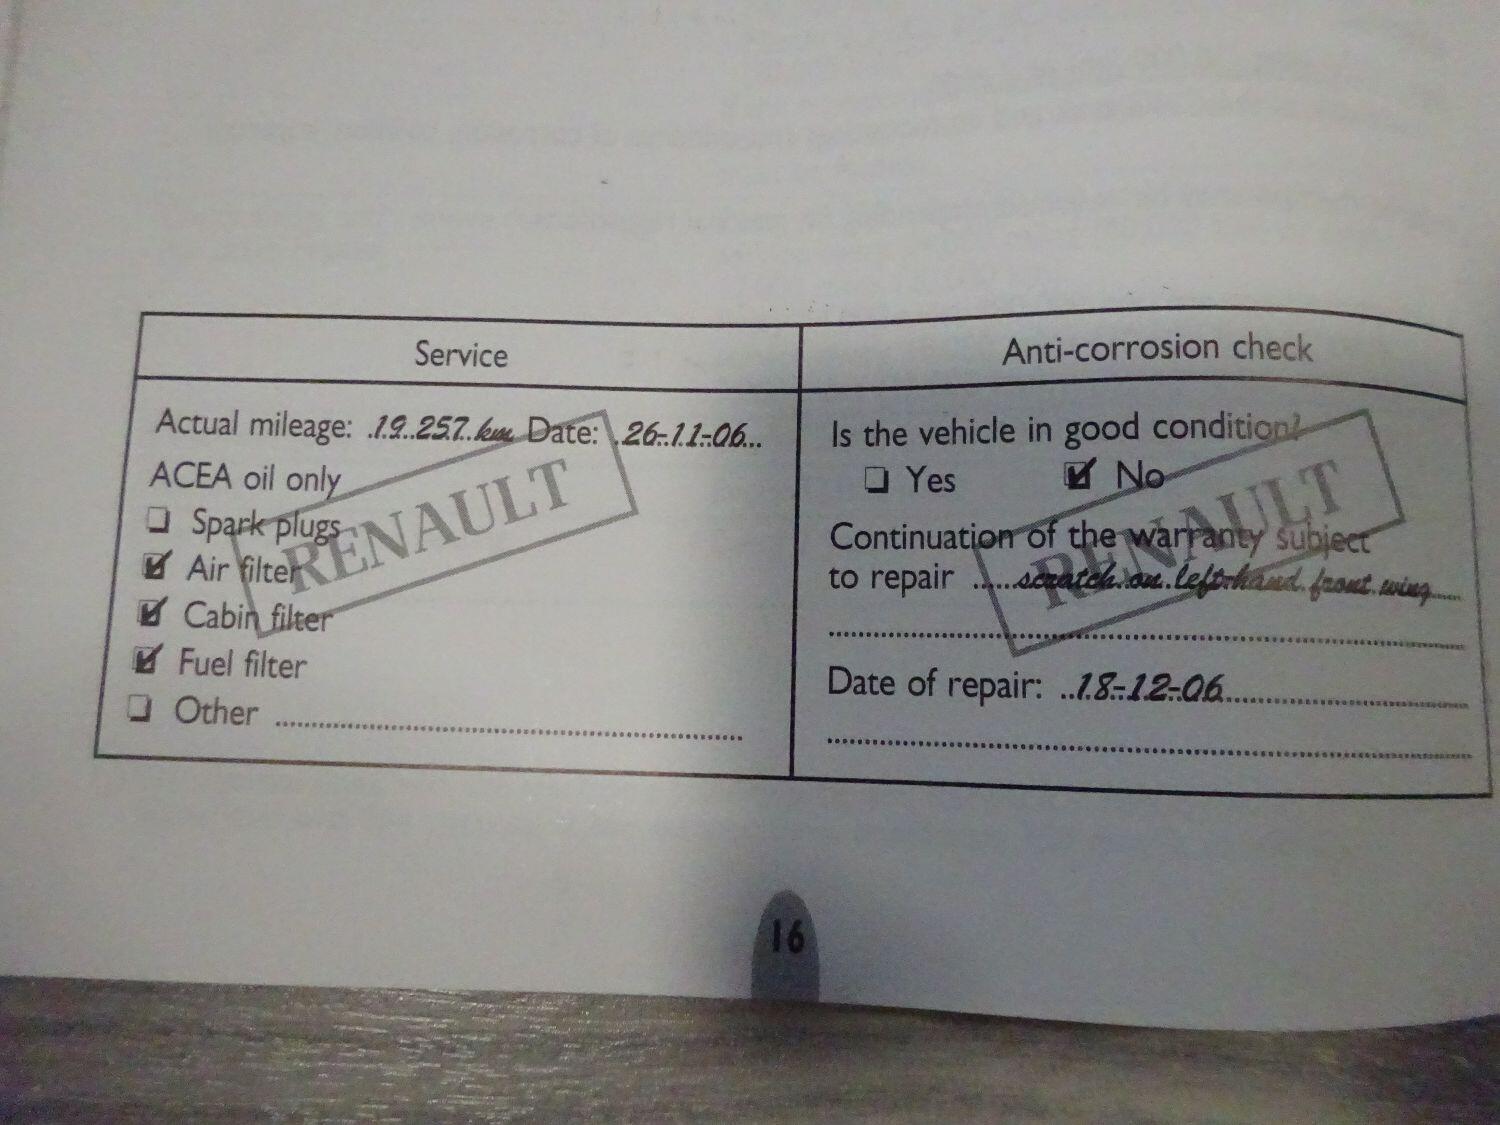 Service
Actual mileage: 19.257 km Date: 26-11-06
ACEA oil only
Spark plugs
Air filter
Cabin filter
Fuel filter
Other
RENAULT
Anti-corrosion check
Is the vehicle in good condition?
Yes No
Continuation of the warranty subject
to repair scratch on left-hand front wing
Date of repair: 18-12-06
RENAULT
16